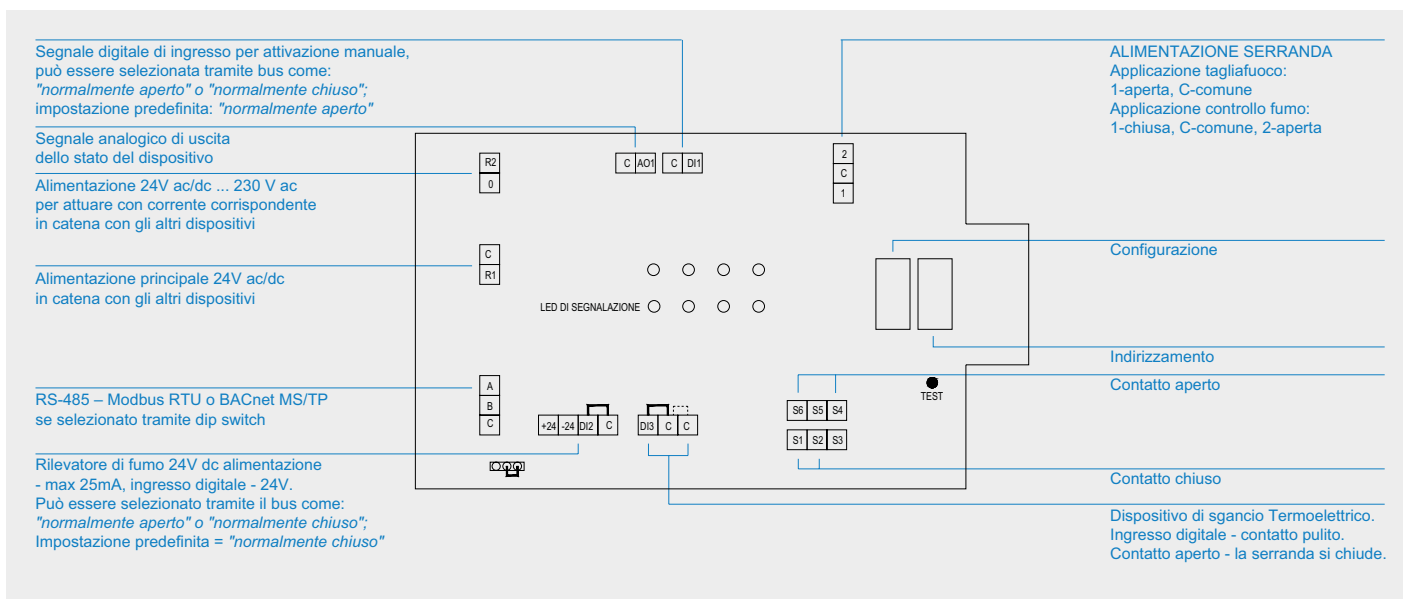 Segnale digitale di ingresso per attivazione manuale,
può essere selezionata tramite bus come:
"normalmente aperto" o "normalmente chiuso";
impostazione predefinita: "normalmente aperto"
Segnale analogico di uscita
dello stato del dispositivo
Alimentazione 24V ac/dc ... 230 V ac
per attuare con corrente corrispondente
in catena con gli altri dispositivi
Alimentazione principale 24V ac/dc
in catena con gli altri dispositivi
RS-485 – Modbus RTU o BACnet MS/TP
se selezionato tramite dip switch
Rilevatore di fumo 24V dc alimentazione
- max 25mA, ingresso digitale - 24V.
Può essere selezionato tramite il bus come:
"normalmente aperto" o "normalmente chiuso";
Impostazione predefinita = "normalmente chiuso"
R2
0
C
R1
A
B
C
C AO1 C DI1
2
C
1
LED DI SEGNALAZIONE
+24 -24 DI2 C
DI3 C C
S6 S5 S4
S1 S2 S3
TEST
ALIMENTAZIONE SERRANDA
Applicazione tagliafuoco:
1-aperta, C-comune
Applicazione controllo fumo:
1-chiusa, C-comune, 2-aperta
Configurazione
Indirizzamento
Contatto aperto
Contatto chiuso
Dispositivo di sgancio Termoelettrico.
Ingresso digitale - contatto pulito.
Contatto aperto - la serranda si chiude.